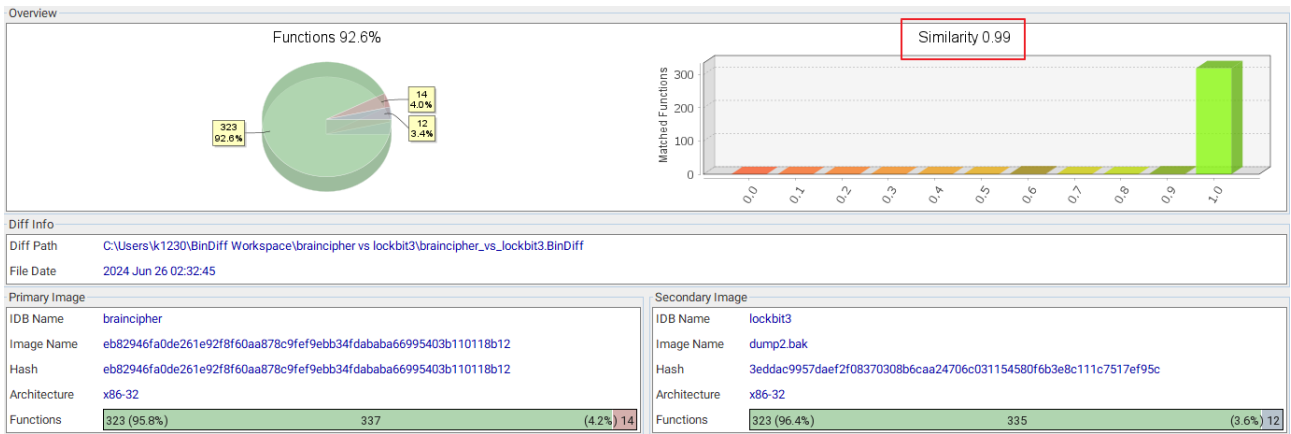 Overview
Functions 92.6%
14
4.0%
12
3.4%
323
92.6%
Similarity 0.99
Matched Functions
300
200
100
0
0.0 0.1 0.2 0.3 0.4 0.5 0.6 0.7 0.8 0.9 1.0
Diff Info
Diff Path C:\Users\k1230\BinDiff Workspace\braincipher vs lockbit3\braincipher_vs_lockbit3.BinDiff
File Date 2024 Jun 26 02:32:45
Primary Image
IDB Name braincipher
Image Name eb82946fa0de261e92f8f60aa878c9fef9ebb34fdababa66995403b110118b12
Hash eb82946fa0de261e92f8f60aa878c9fef9ebb34fdababa66995403b110118b12
Architecture x86-32
Functions 323 (95.8%) 337 (4.2%) 14
Secondary Image
IDB Name lockbit3
Image Name dump2.bak
Hash 3eddac9957daef2f08370308b6caa24706c031154580f6b3e8c111c7517ef95c
Architecture x86-32
Functions 323 (96.4%) 335 (3.6%) 12